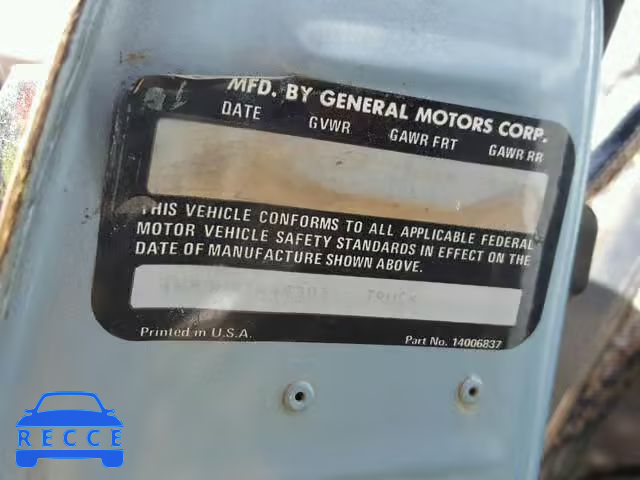 MFD. BY GENERAL MOTORS CORP.
DATE GVWR GAWR FRT GAWR RR
THIS VEHICLE CONFORMS TO ALL APPLICABLE FEDERAL
MOTOR VEHICLE SAFETY STANDARDS IN EFFECT ON THE
DATE OF MANUFACTURE SHOWN ABOVE.
TRUCK
Printed in U.S.A. Part No. 14006837
RECCE